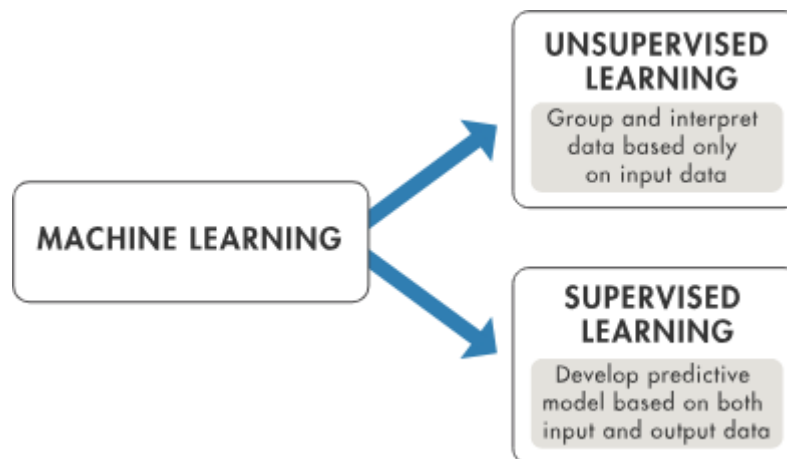 MACHINE LEARNING
UNSUPERVISED
LEARNING
Group and interpret
data based only
on input data
SUPERVISED
LEARNING
Develop predictive
model based on both
input and output data